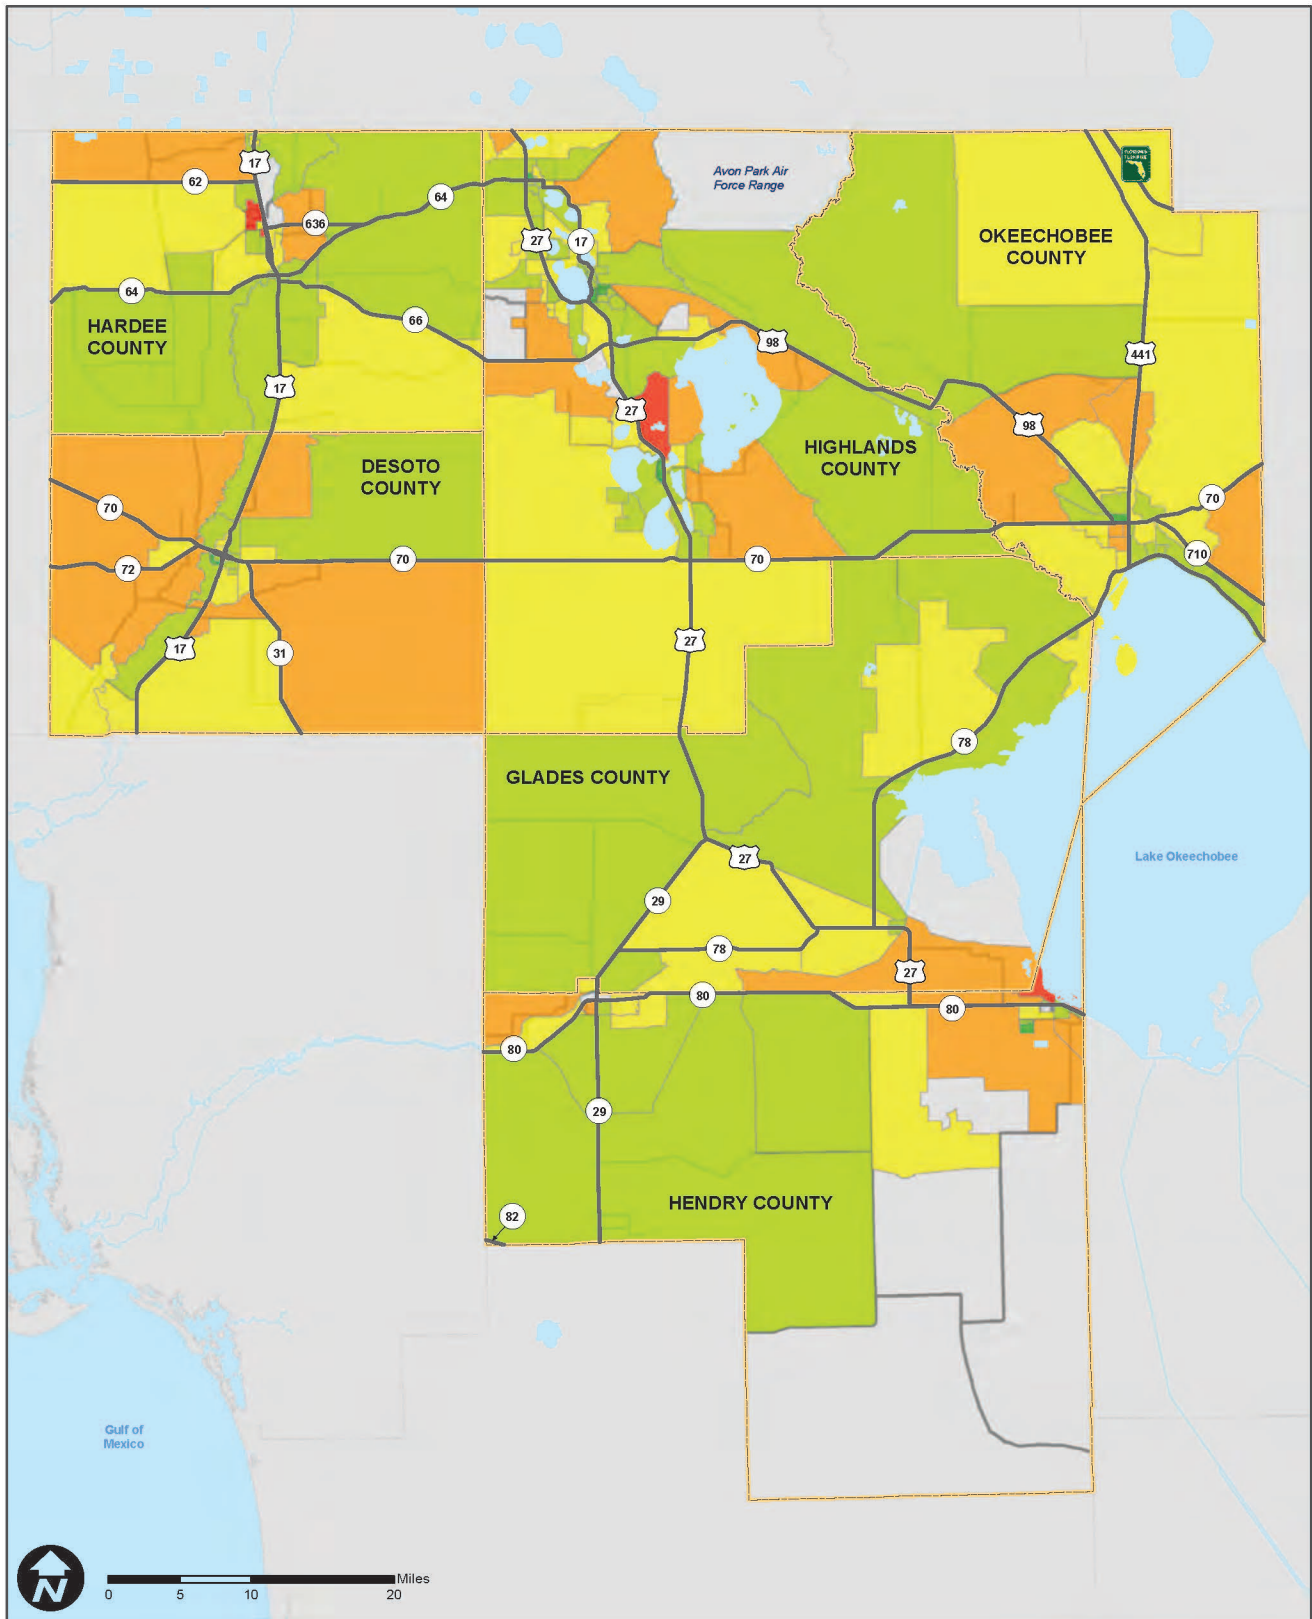 17
62
64
636
Avon Park Air
Force Range
FLORIDA'S
TURNPIKE
27
17
OKEECHOBEE
COUNTY
64
66
HARDEE
COUNTY
98
441
17
27
98
HIGHLANDS
COUNTY
DESOTO
COUNTY
70
70
72
70
70
710
17
31
27
78
GLADES COUNTY
27
Lake Okeechobee
29
78
27
80
80
80
29
HENDRY COUNTY
82
Gulf of
Mexico
N
Miles
0
5
10
20